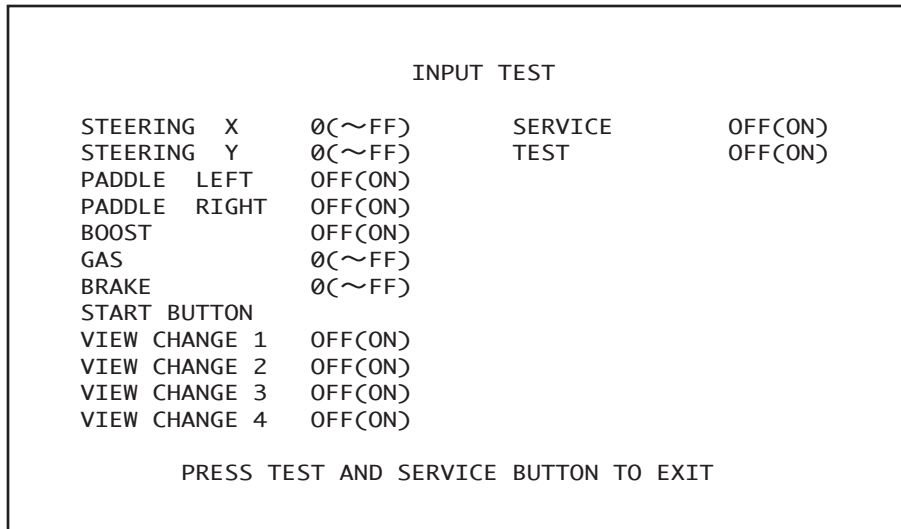 INPUT TEST
STEERING X 0(～FF) SERVICE OFF(ON)
STEERING Y 0(～FF) TEST OFF(ON)
PADDLE LEFT OFF(ON)
PADDLE RIGHT OFF(ON)
BOOST OFF(ON)
GAS 0(～FF)
BRAKE 0(～FF)
START BUTTON
VIEW CHANGE 1 OFF(ON)
VIEW CHANGE 2 OFF(ON)
VIEW CHANGE 3 OFF(ON)
VIEW CHANGE 4 OFF(ON)
PRESS TEST AND SERVICE BUTTON TO EXIT